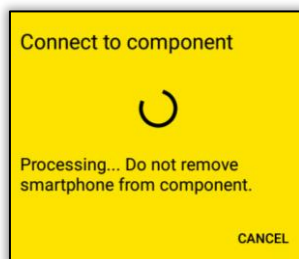 Connect to component
Processing... Do not remove
smartphone from component.
CANCEL